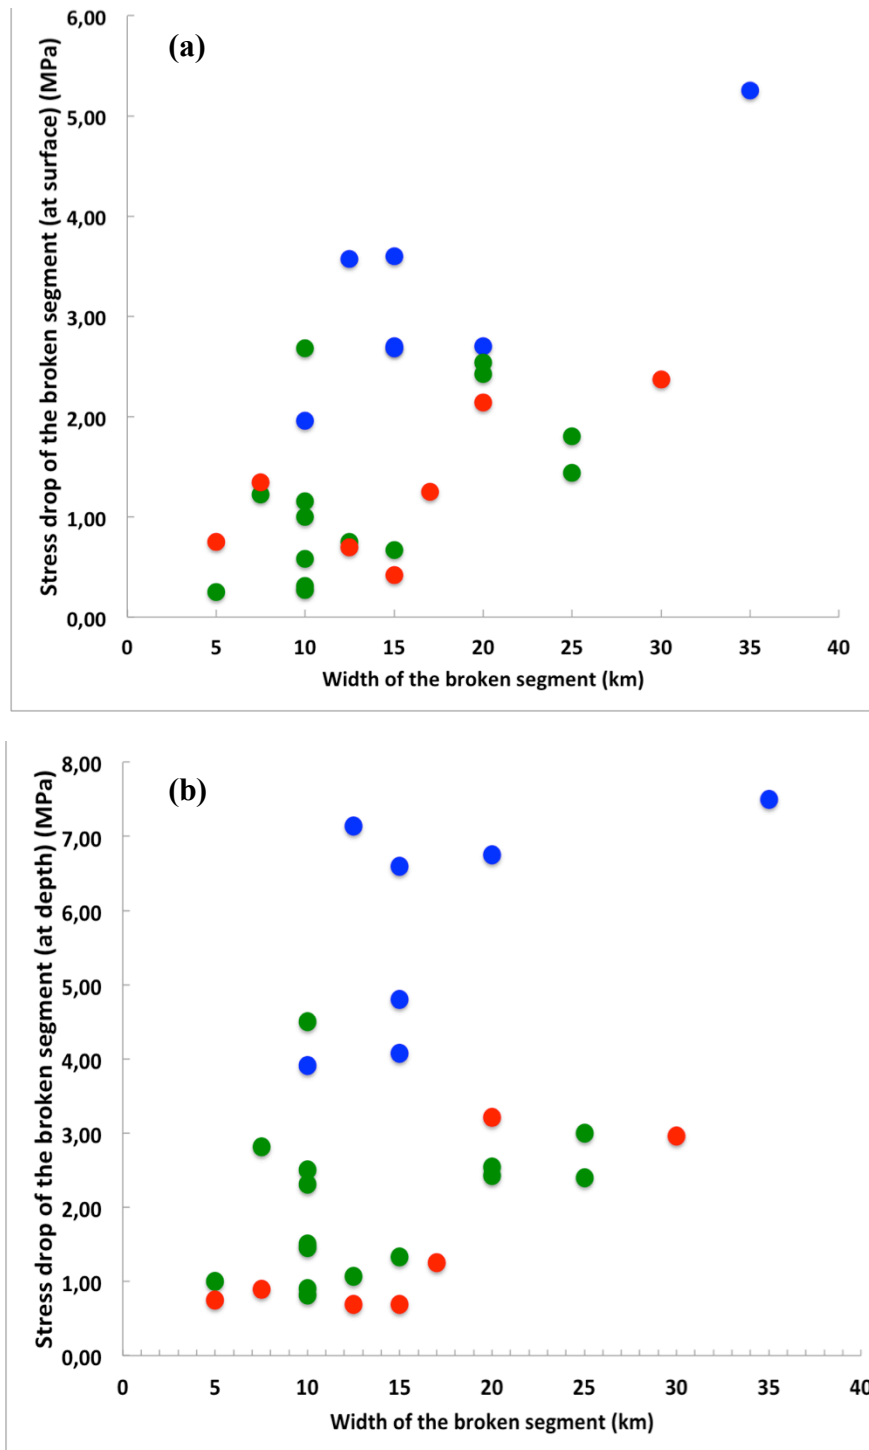 (a)
Stress drop of the broken segment (at surface) (MPa)
6,00
5,00
4,00
3,00
2,00
1,00
0,00
0 5 10 15 20 25 30 35 40
Width of the broken segment (km)
(b)
Stress drop of the broken segment (at depth) (MPa)
8,00
7,00
6,00
5,00
4,00
3,00
2,00
1,00
0,00
0 5 10 15 20 25 30 35 40
Width of the broken segment (km)